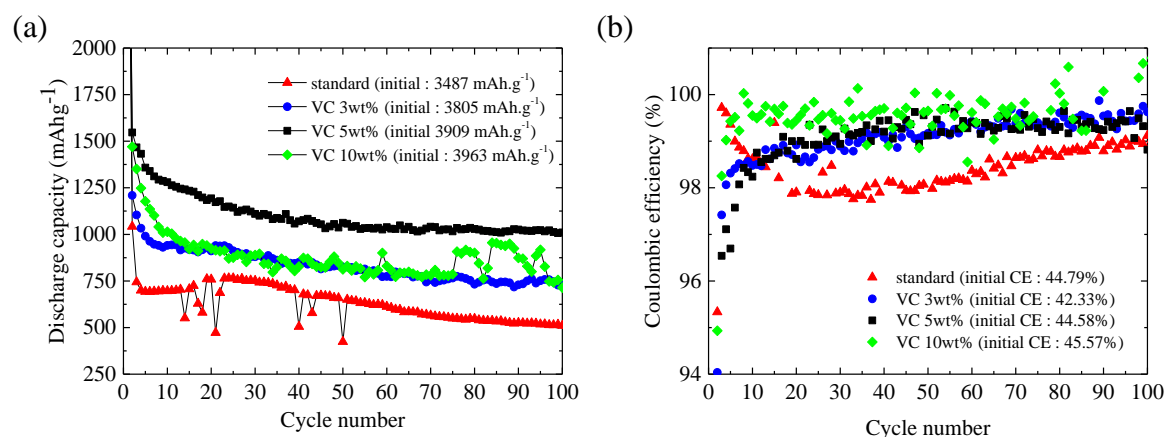 (a)
2000
1750
1500
1250
1000
750
500
250
0 10 20 30 40 50 60 70 80 90 100
Discharge capacity (mAhg⁻¹)
Cycle number
standard (initial : 3487 mAh.g⁻¹)
VC 3wt% (initial : 3805 mAh.g⁻¹)
VC 5wt% (initial 3909 mAh.g⁻¹)
VC 10wt% (initial : 3963 mAh.g⁻¹)
(b)
100
98
96
94
0 10 20 30 40 50 60 70 80 90 100
Coulombic efficiency (%)
Cycle number
standard (initial CE : 44.79%)
VC 3wt% (initial CE : 42.33%)
VC 5wt% (initial CE : 44.58%)
VC 10wt% (initial CE : 45.57%)